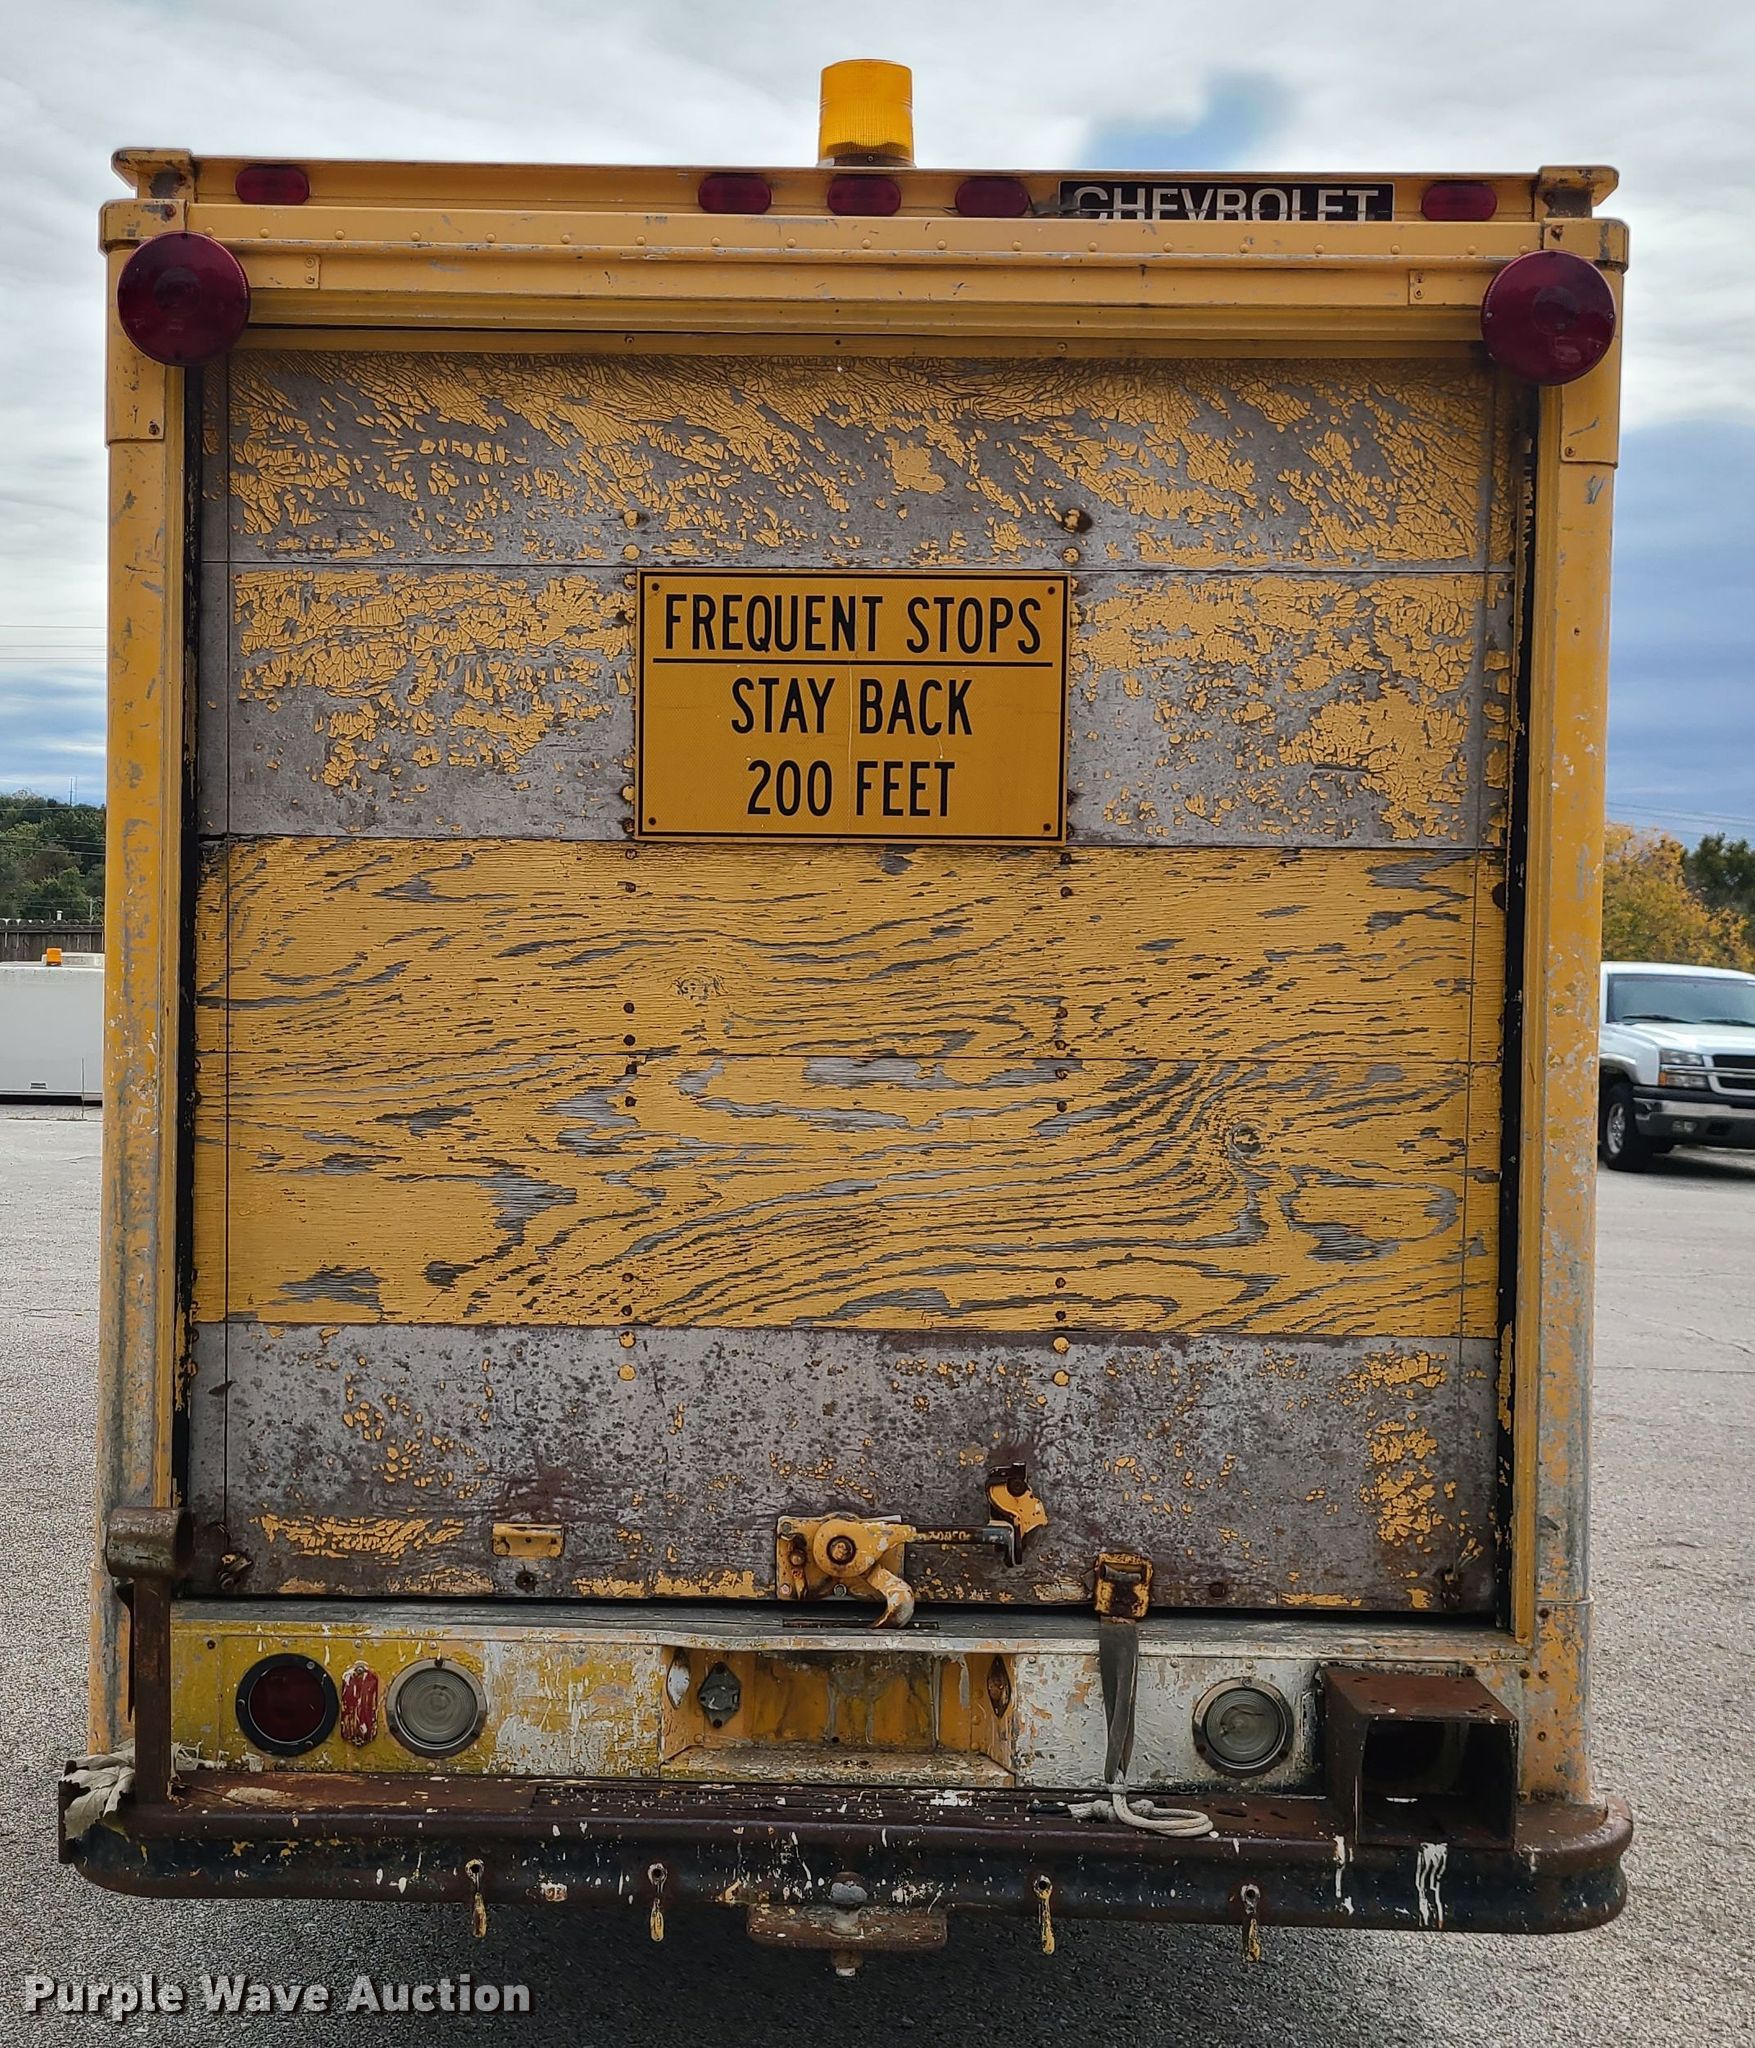 CHEVROLET
FREQUENT STOPS
STAY BACK
200 FEET
Purple Wave Auction